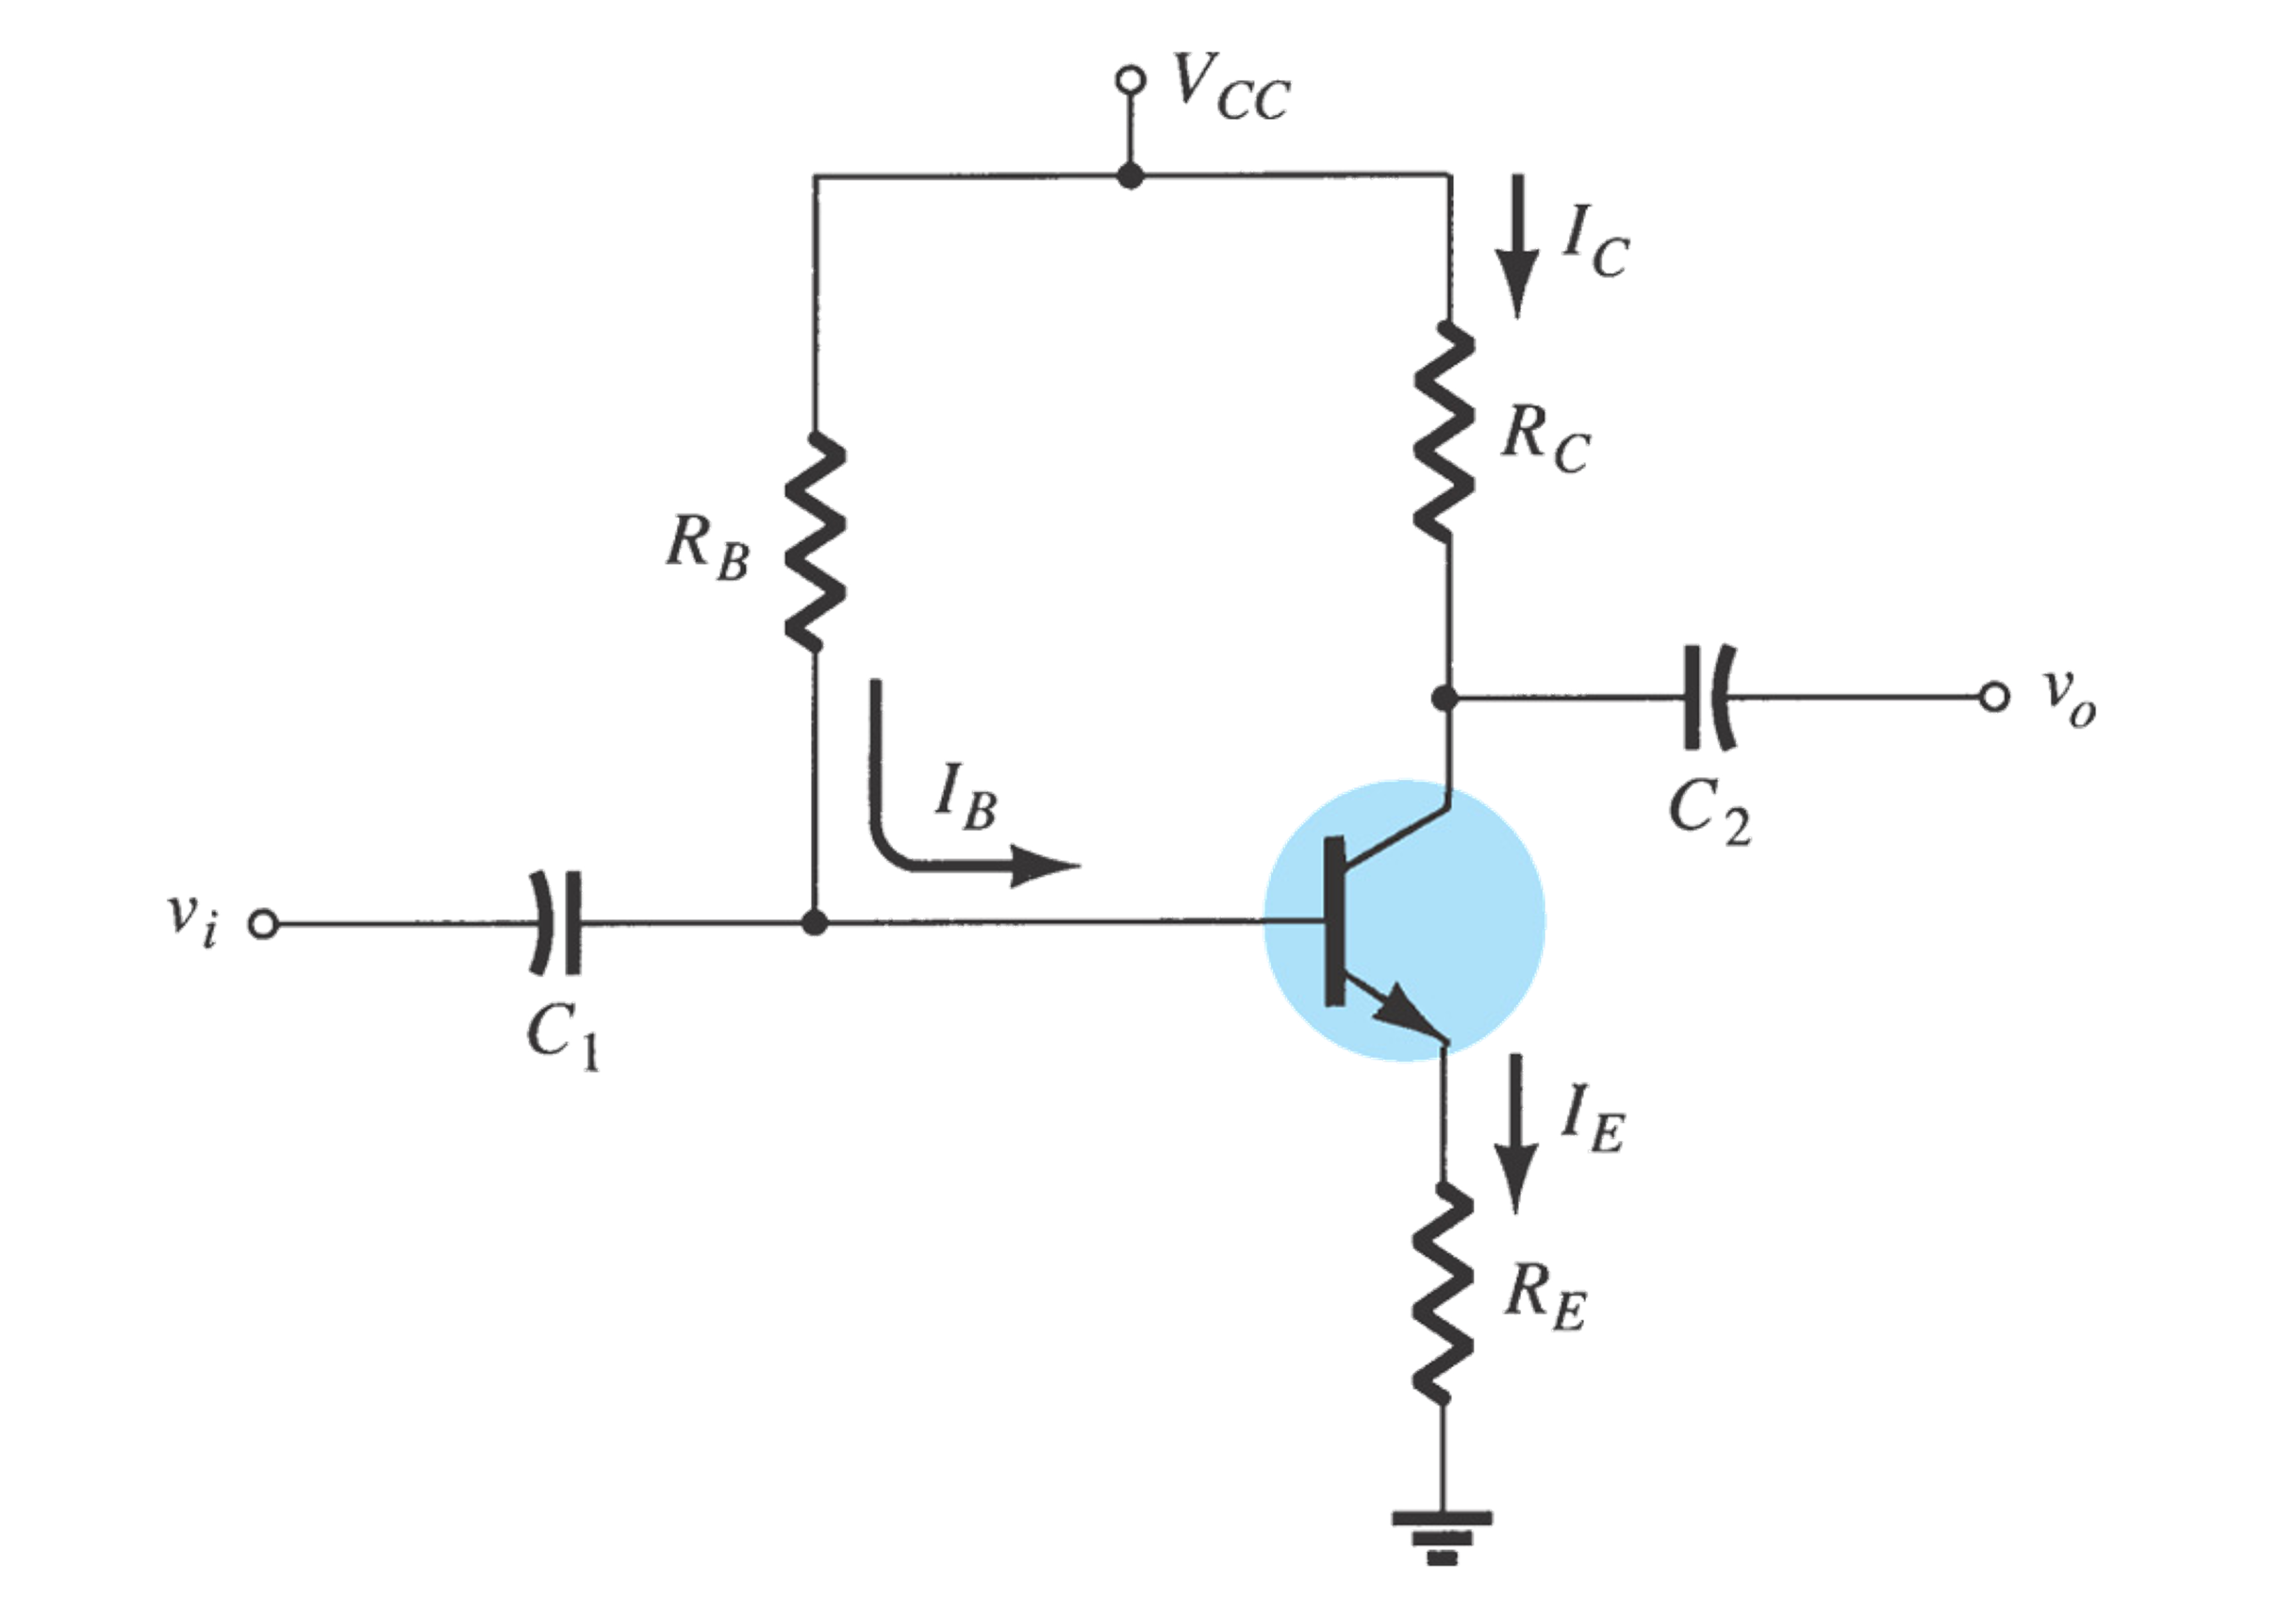 V_CC
I_C
R_C
R_B
v_o
I_B
C_2
v_i
C_1
I_E
R_E